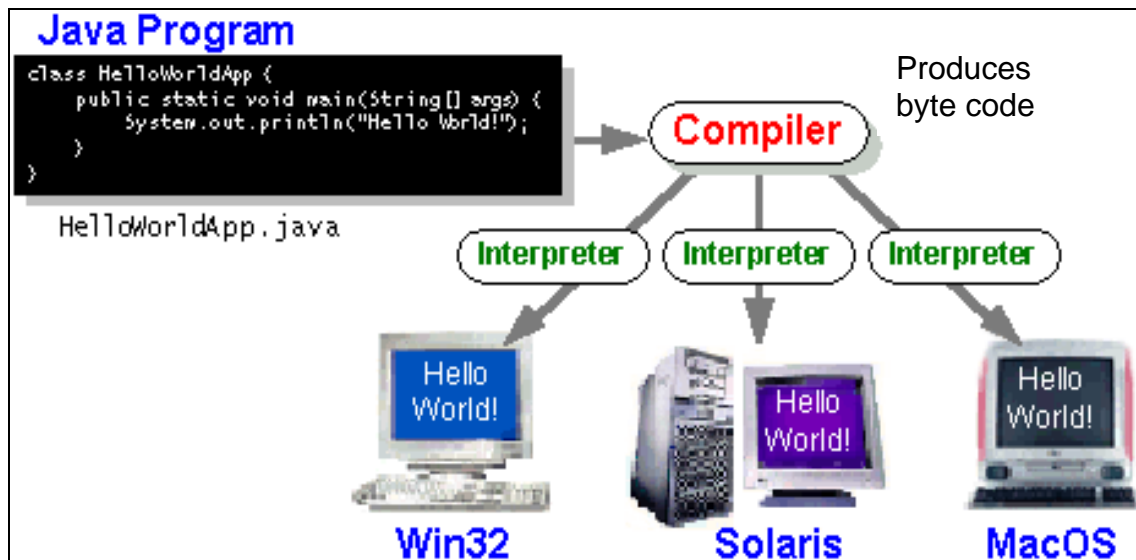 Java Program
class HelloWorldApp {
    public static void main(String[] args) {
        System.out.println("Hello World!");
    }
}
HelloWorldApp.java
Produces
byte code
Compiler
Interpreter
Interpreter
Interpreter
Hello
World!
Hello
World!
Hello
World!
Win32
Solaris
MacOS